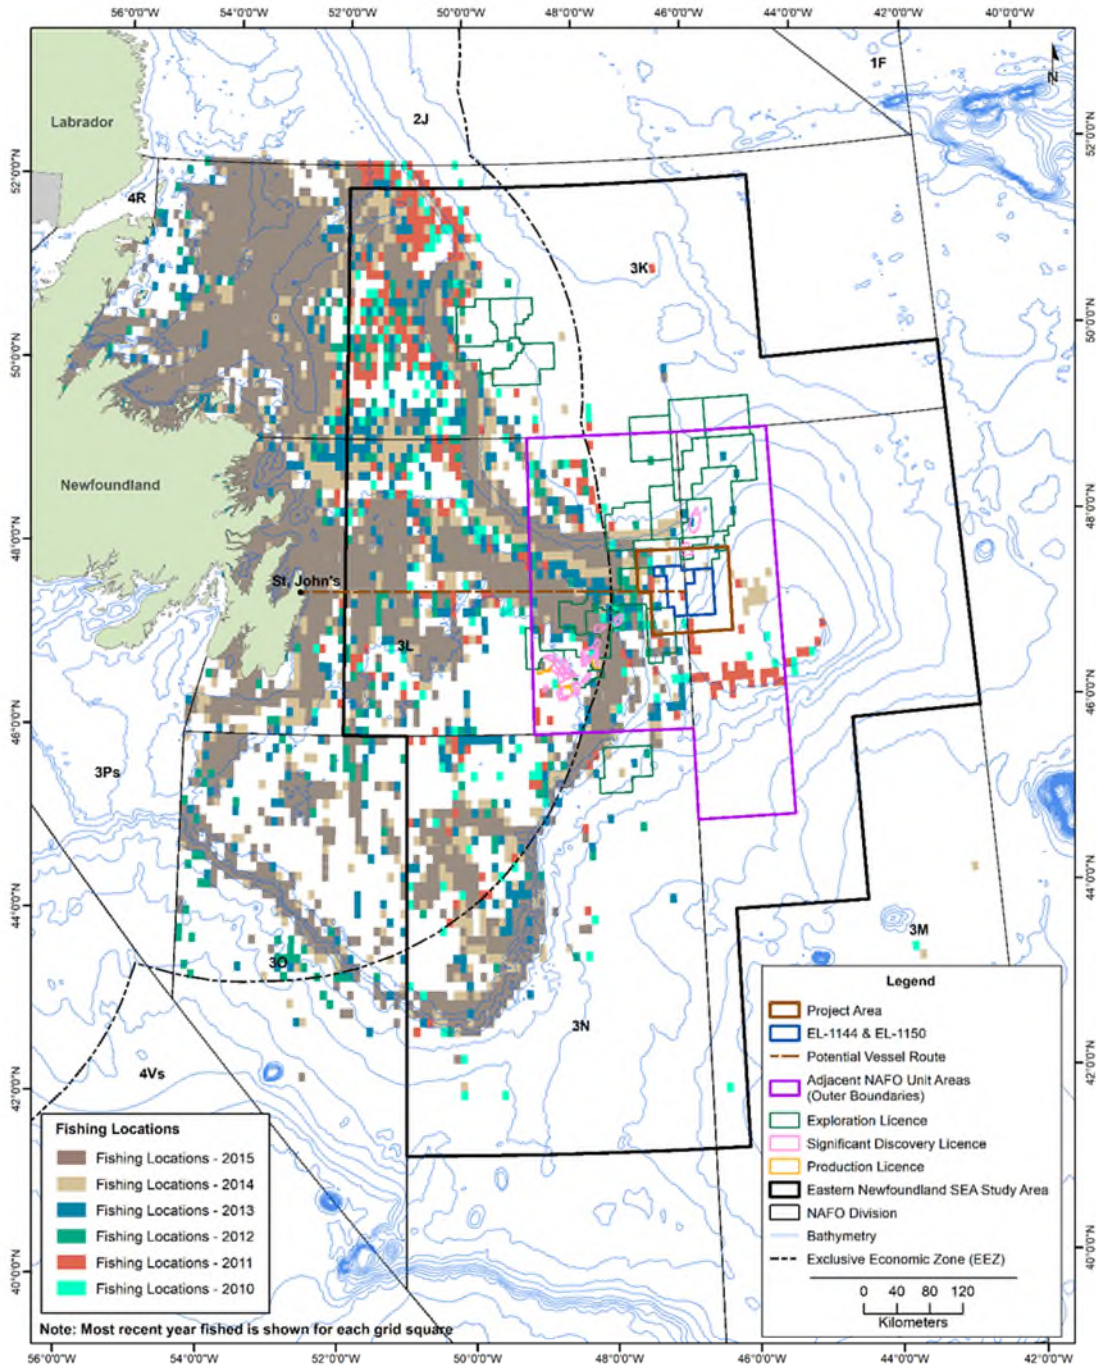 56°0'0"W 54°0'0"W 52°0'0"W 50°0'0"W 48°0'0"W 46°0'0"W 44°0'0"W 42°0'0"W 40°0'0"W
1F
N
Labrador
2J
52°0'0"N
52°0'0"N
4R
3K
50°0'0"N
50°0'0"N
Newfoundland
48°0'0"N
48°0'0"N
St. John's
3L
46°0'0"N
46°0'0"N
3Ps
44°0'0"N
44°0'0"N
3M
3O
3N
4Vs
42°0'0"N
42°0'0"N
40°0'0"N
40°0'0"N
Fishing Locations
Fishing Locations - 2015
Fishing Locations - 2014
Fishing Locations - 2013
Fishing Locations - 2012
Fishing Locations - 2011
Fishing Locations - 2010
Note: Most recent year fished is shown for each grid square
Legend
Project Area
EL-1144 & EL-1150
Potential Vessel Route
Adjacent NAFO Unit Areas
(Outer Boundaries)
Exploration Licence
Significant Discovery Licence
Production Licence
Eastern Newfoundland SEA Study Area
NAFO Division
Bathymetry
Exclusive Economic Zone (EEZ)
0 40 80 120
Kilometers
56°0'0"W 54°0'0"W 52°0'0"W 50°0'0"W 48°0'0"W 46°0'0"W 44°0'0"W 42°0'0"W